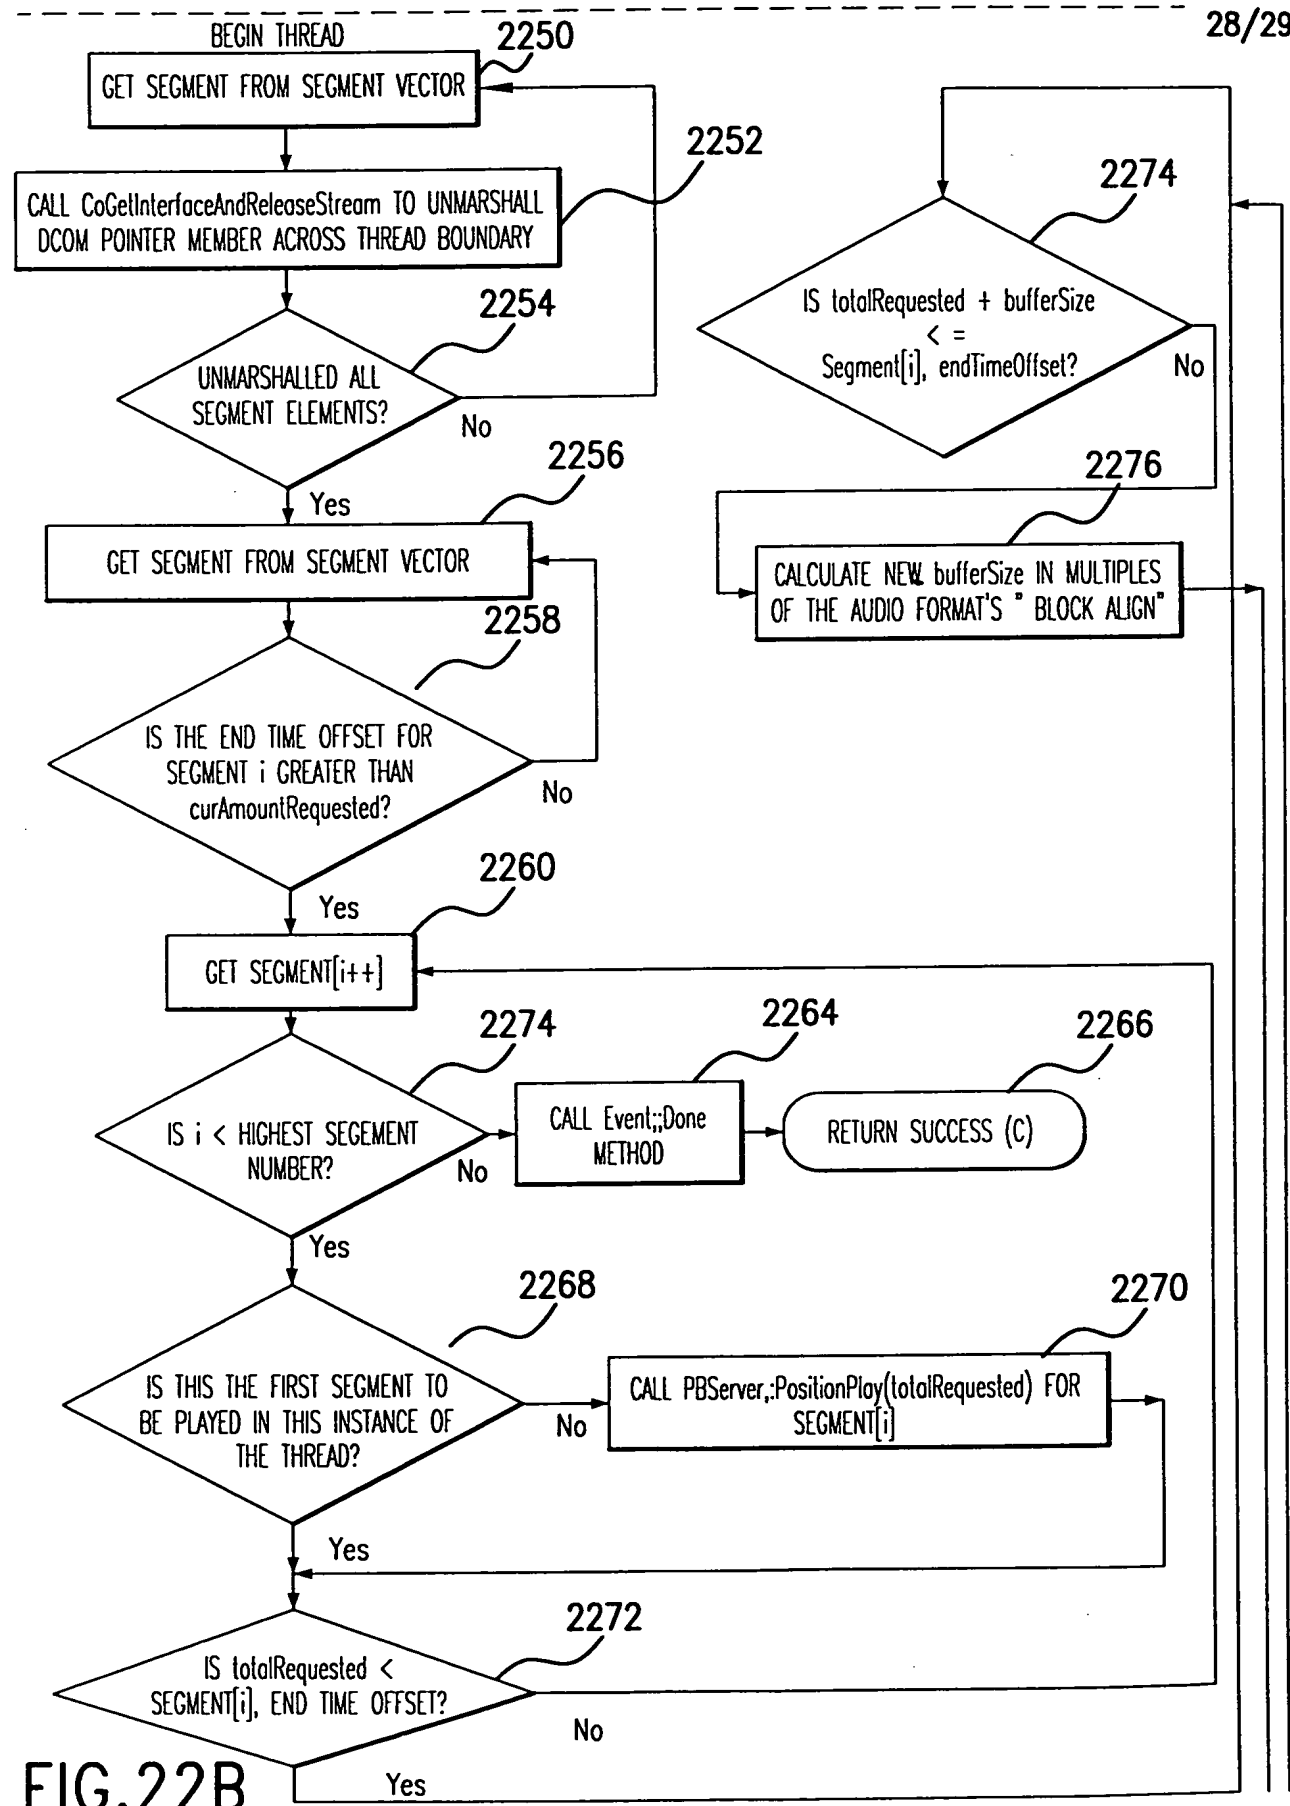 28/29
BEGIN THREAD
2250
GET SEGMENT FROM SEGMENT VECTOR
2252
CALL CoGetInterfaceAndReleaseStream TO UNMARSHALL
DCOM POINTER MEMBER ACROSS THREAD BOUNDARY
2254
UNMARSHALLED ALL
SEGMENT ELEMENTS?
No
Yes
2256
GET SEGMENT FROM SEGMENT VECTOR
2258
IS THE END TIME OFFSET FOR
SEGMENT i GREATER THAN
curAmountRequested?
No
Yes
2260
GET SEGMENT[i++]
2274
IS i < HIGHEST SEGEMENT
NUMBER?
No
Yes
2264
CALL Event;;Done
METHOD
2266
RETURN SUCCESS (C)
2268
IS THIS THE FIRST SEGMENT TO
BE PLAYED IN THIS INSTANCE OF
THE THREAD?
No
Yes
2270
CALL PBServer,:PositionPlay(totalRequested) FOR
SEGMENT[i]
2272
IS totalRequested <
SEGMENT[i], END TIME OFFSET?
No
Yes
2274
IS totalRequested + bufferSize
< =
Segment[i], endTimeOffset?
No
2276
CALCULATE NEW bufferSize IN MULTIPLES
OF THE AUDIO FORMAT'S " BLOCK ALIGN"
FIG.22B